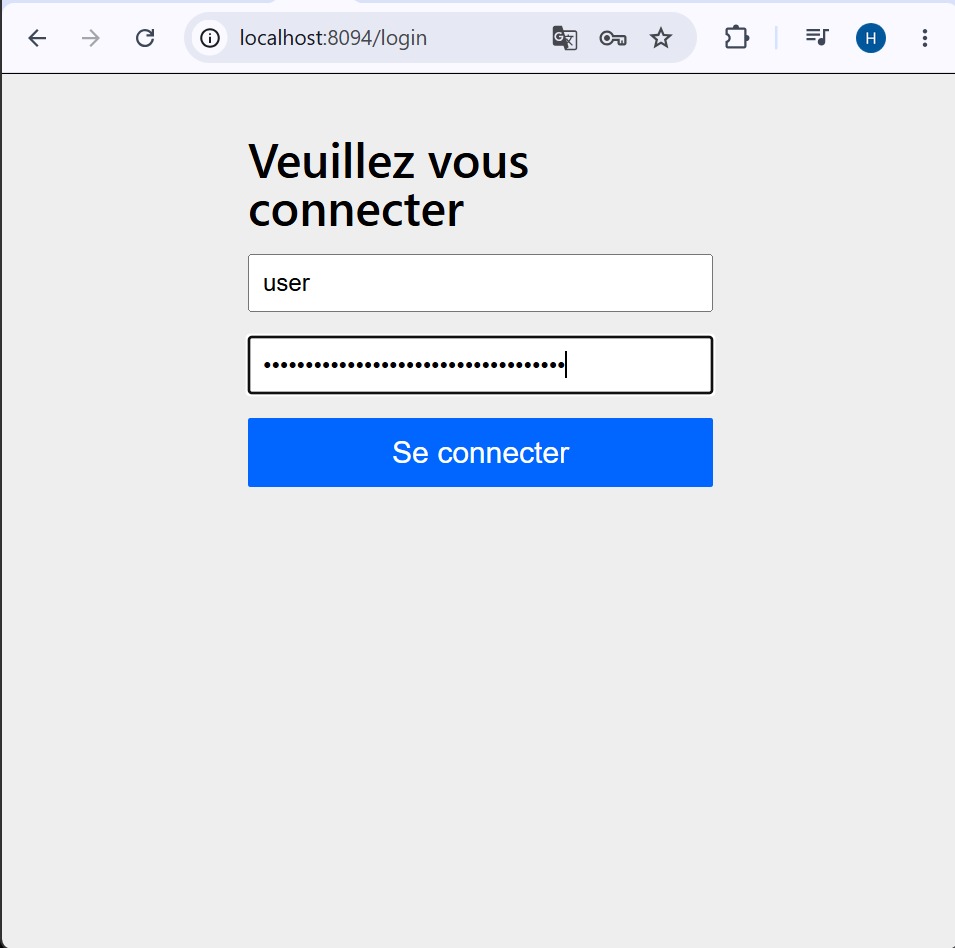 localhost:8094/login
H
Veuillez vous
connecter
user
••••••••••••••••••••••••••••••••••••
Se connecter